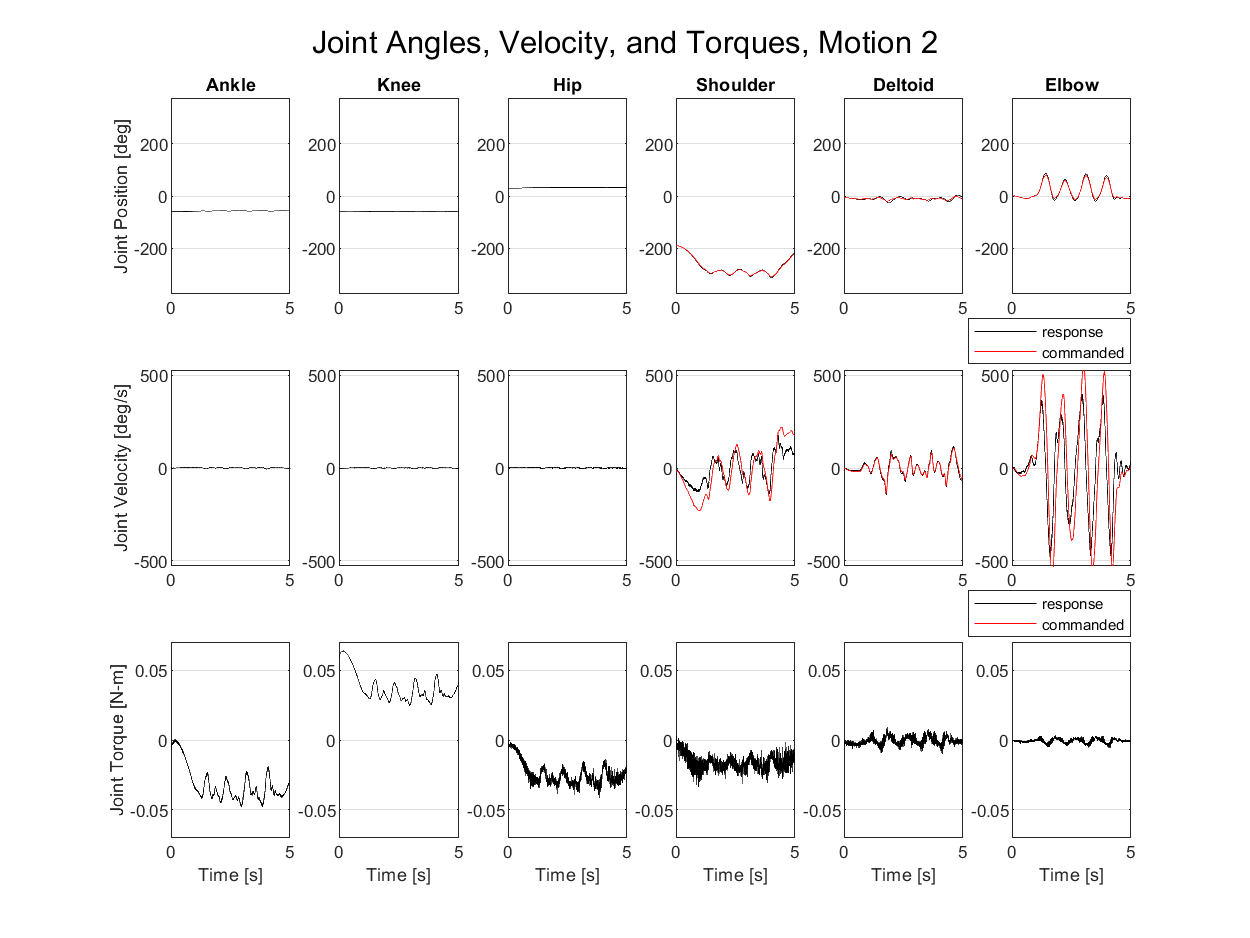 Joint Angles, Velocity, and Torques, Motion 2
Ankle Knee Hip Shoulder Deltoid Elbow
Joint Position [deg]
200 200 200 200 200 200
0 0 0 0 0 0
-200 -200 -200 -200 -200 -200
0 5 0 5 0 5 0 5 0 5 0 5
response
commanded
Joint Velocity [deg/s]
500 500 500 500 500 500
0 0 0 0 0 0
-500 -500 -500 -500 -500 -500
0 5 0 5 0 5 0 5 0 5 0 5
response
commanded
Joint Torque [N-m]
0.05 0.05 0.05 0.05 0.05 0.05
0 0 0 0 0 0
-0.05 -0.05 -0.05 -0.05 -0.05 -0.05
0 5 0 5 0 5 0 5 0 5 0 5
Time [s] Time [s] Time [s] Time [s] Time [s] Time [s]